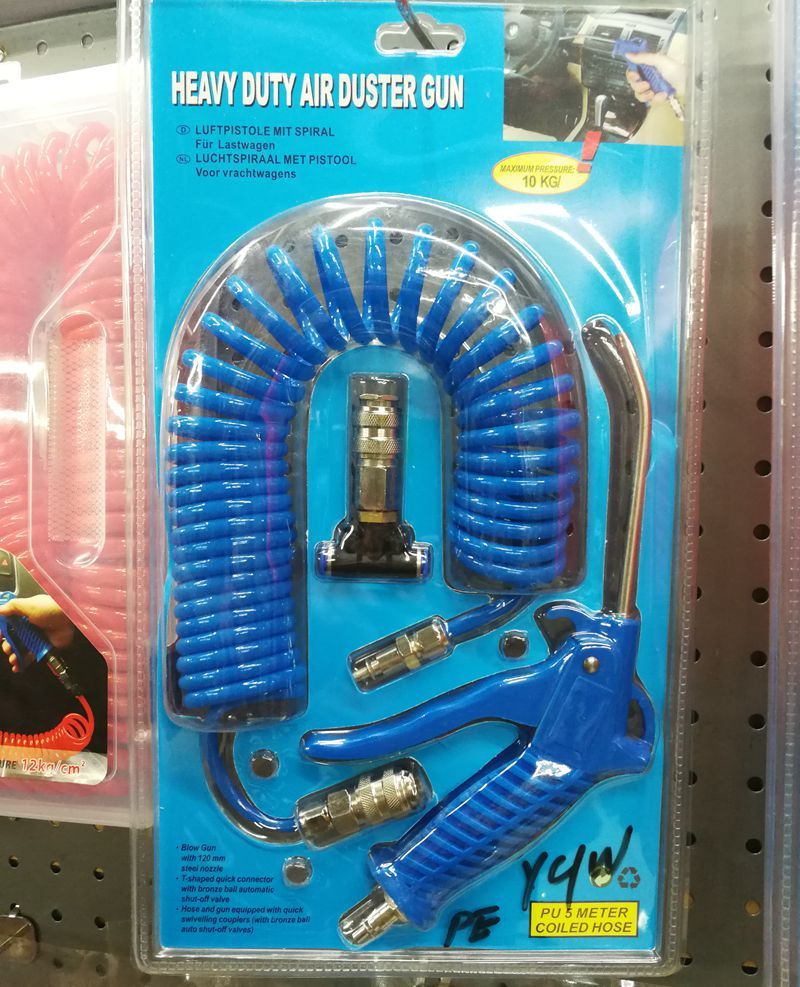 HEAVY DUTY AIR DUSTER GUN
D LUFTPISTOLE MIT SPIRAL
Für Lastwagen
NL LUCHTSPIRAAL MET PISTOOL
Voor vrachtwagens
MAXIMUM PRESSURE:
10 KG/
URE 12kg/cm²
• Blow Gun
with 120 mm
steel nozzle
• T-shaped quick connector
with bronze ball automatic
shut-off valve
• Hose and gun equipped with quick
swivelling couplers (with bronze ball
auto shut-off valves)
Y4W
PE
PU 5 METER
COILED HOSE